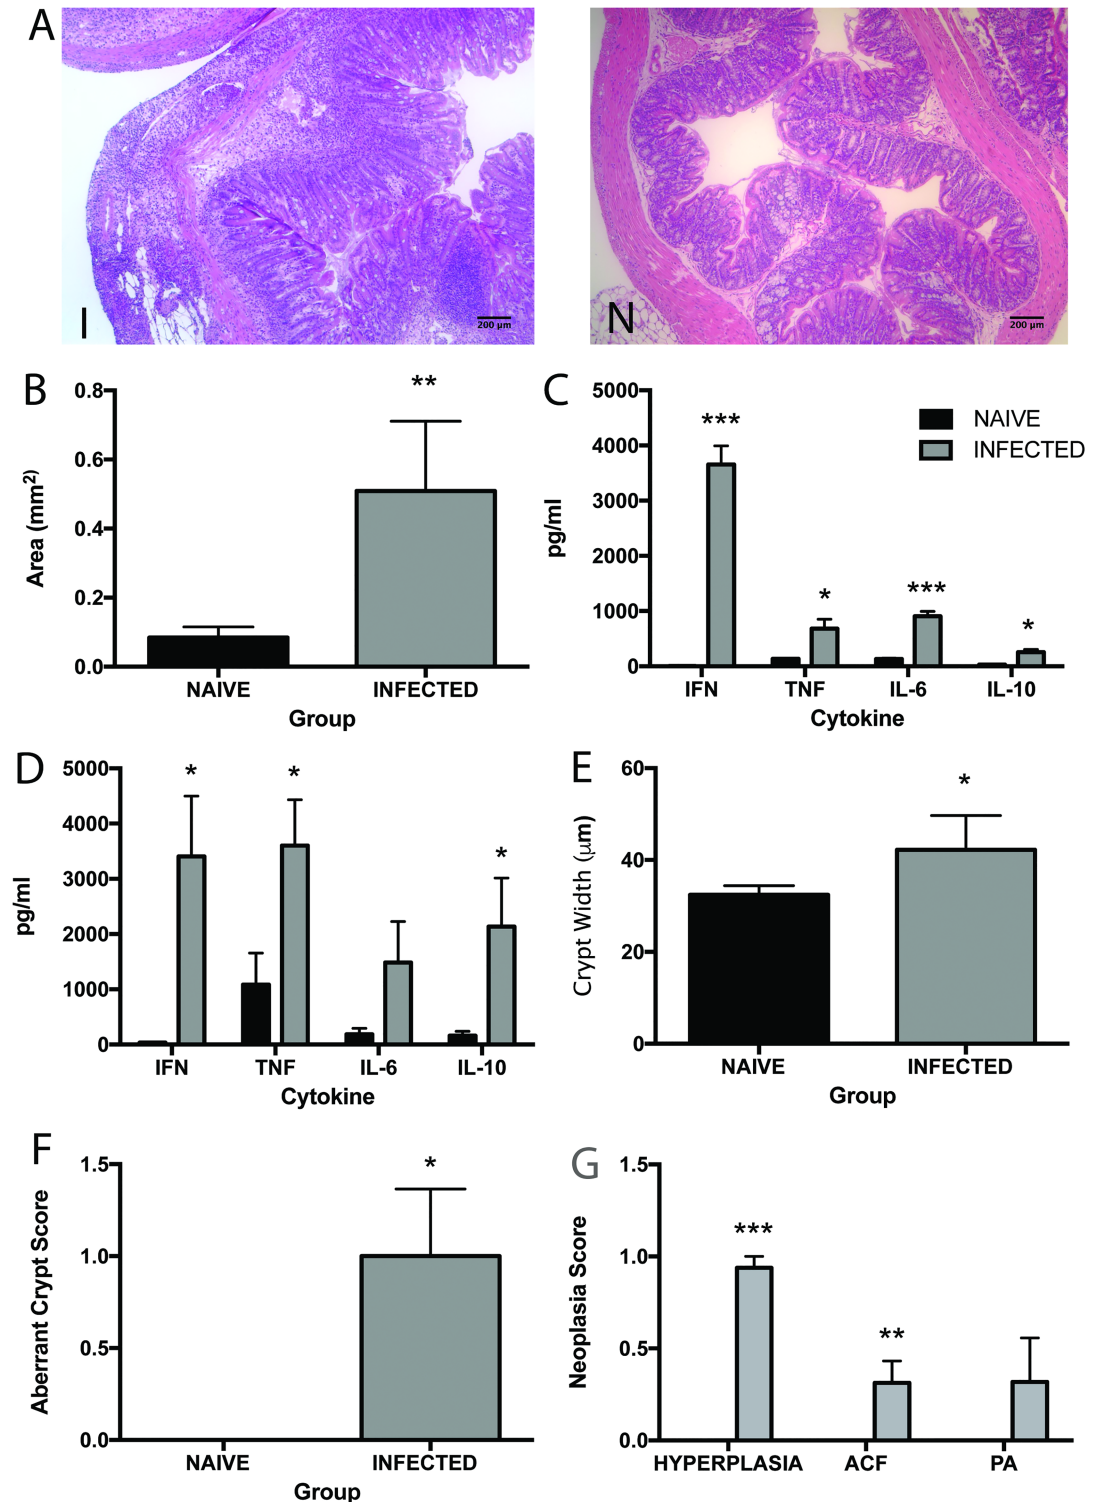 A
I
200 µm
N
200 µm
B
0.8
0.6
0.4
0.2
0.0
Area (mm²)
**
NAIVE
INFECTED
Group
C
5000
4000
3000
2000
1000
0
pg/ml
***
*
***
*
NAIVE
INFECTED
IFN
TNF
IL-6
IL-10
Cytokine
D
5000
4000
3000
2000
1000
0
pg/ml
*
*
*
IFN
TNF
IL-6
IL-10
Cytokine
E
60
40
20
0
Crypt Width (µm)
*
NAIVE
INFECTED
Group
F
1.5
1.0
0.5
0.0
Aberrant Crypt Score
*
NAIVE
INFECTED
Group
G
1.5
1.0
0.5
0.0
Neoplasia Score
***
**
HYPERPLASIA
ACF
PA